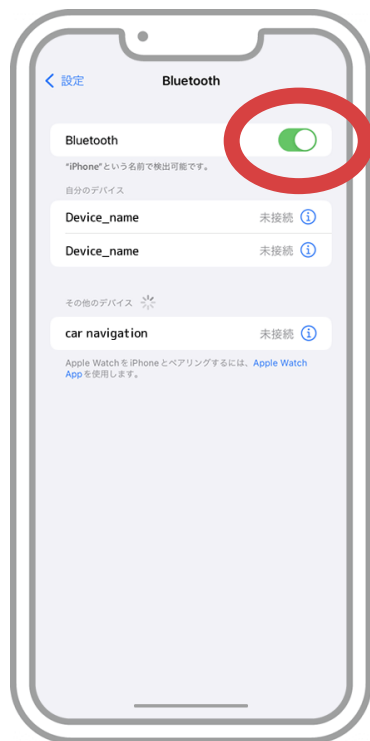 設定
Bluetooth
Bluetooth
“iPhone”という名前で検出可能です。
自分のデバイス
Device_name 未接続
Device_name 未接続
その他のデバイス
car navigation 未接続
Apple WatchをiPhoneとペアリングするには、Apple Watch
Appを使用します。